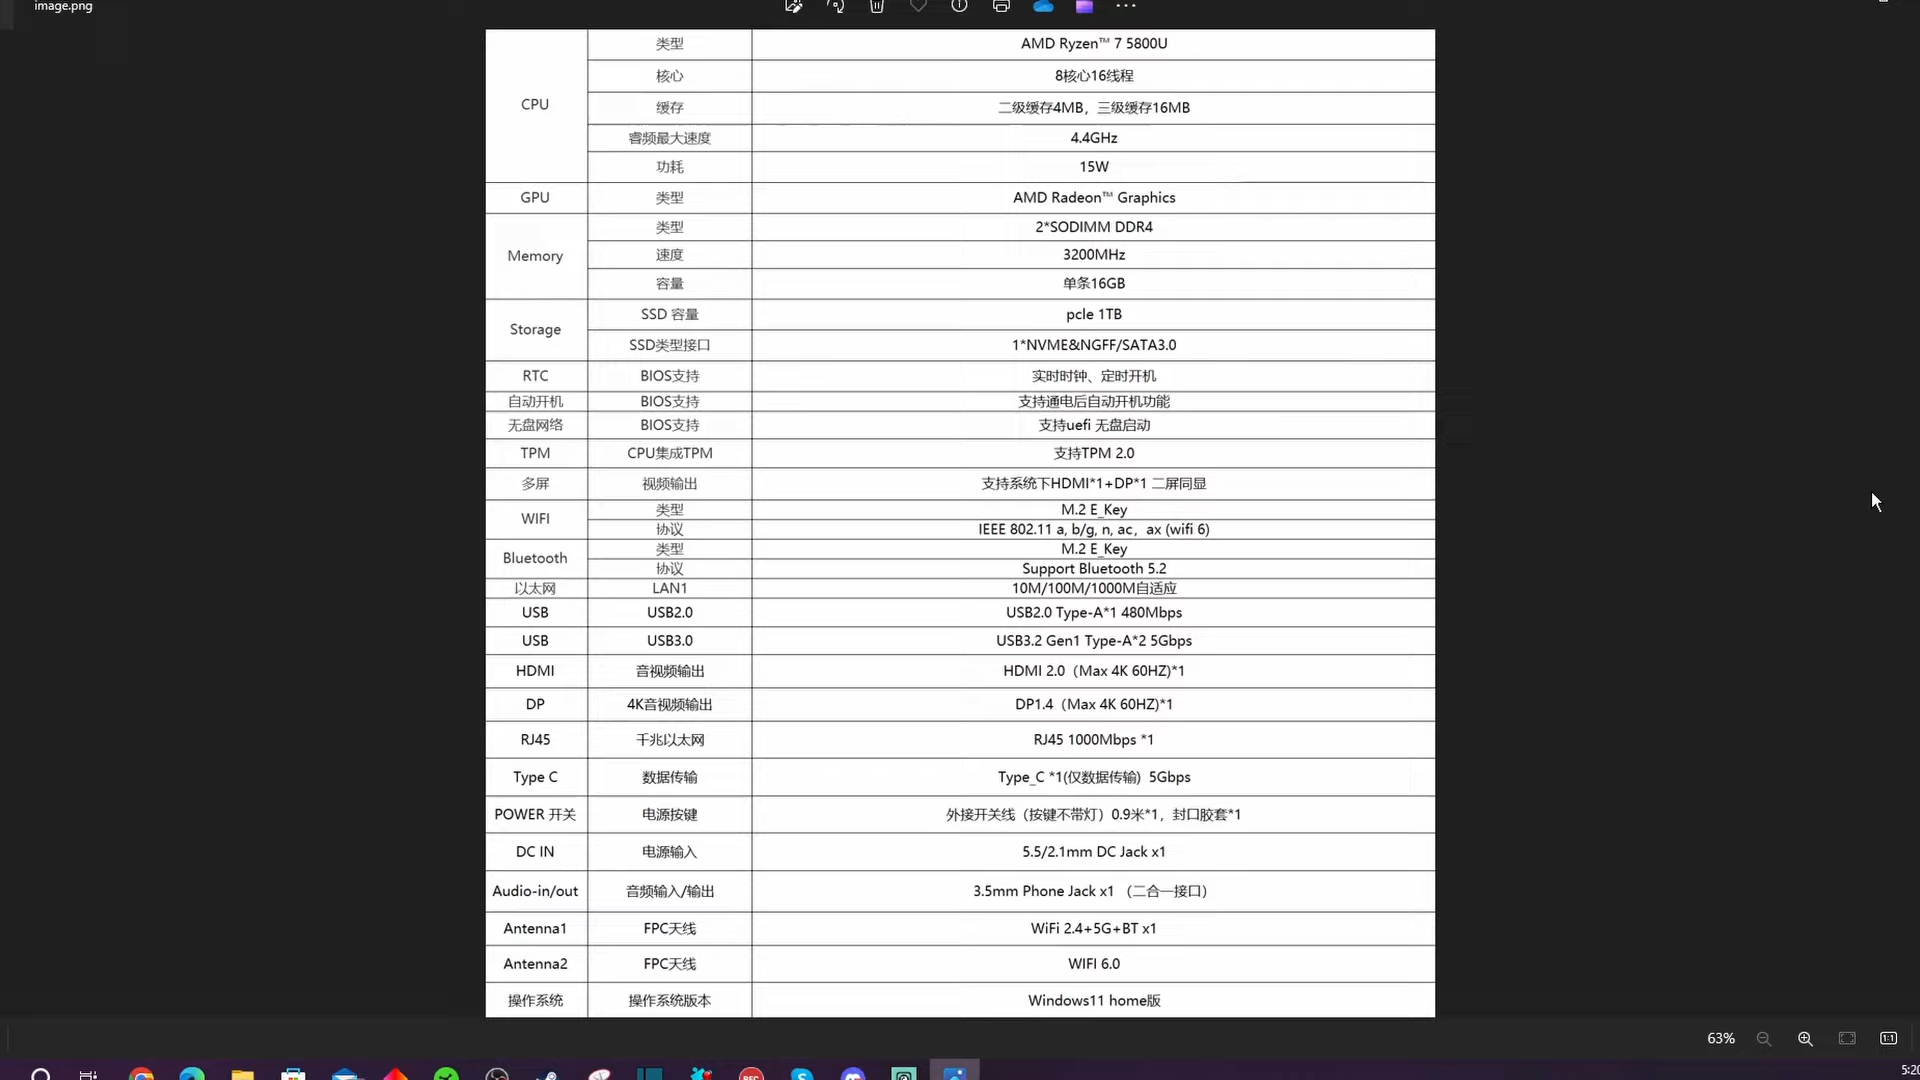 image.png
CPU 类型 AMD Ryzen™ 7 5800U
核心 8核心16线程
缓存 二级缓存4MB，三级缓存16MB
睿频最大速度 4.4GHz
功耗 15W
GPU 类型 AMD Radeon™ Graphics
Memory 类型 2*SODIMM DDR4
速度 3200MHz
容量 单条16GB
Storage SSD 容量 pcle 1TB
SSD类型接口 1*NVME&NGFF/SATA3.0
RTC BIOS支持 实时时钟、定时开机
自动开机 BIOS支持 支持通电后自动开机功能
无盘网络 BIOS支持 支持uefi 无盘启动
TPM CPU集成TPM 支持TPM 2.0
多屏 视频输出 支持系统下HDMI*1+DP*1 二屏同显
WIFI 类型 M.2 E_Key
协议 IEEE 802.11 a, b/g, n, ac，ax (wifi 6)
Bluetooth 类型 M.2 E_Key
协议 Support Bluetooth 5.2
以太网 LAN1 10M/100M/1000M自适应
USB USB2.0 USB2.0 Type-A*1 480Mbps
USB USB3.0 USB3.2 Gen1 Type-A*2 5Gbps
HDMI 音视频输出 HDMI 2.0（Max 4K 60HZ)*1
DP 4K音视频输出 DP1.4（Max 4K 60HZ)*1
RJ45 千兆以太网 RJ45 1000Mbps *1
Type C 数据传输 Type_C *1(仅数据传输) 5Gbps
POWER 开关 电源按键 外接开关线（按键不带灯）0.9米*1，封口胶套*1
DC IN 电源输入 5.5/2.1mm DC Jack x1
Audio-in/out 音频输入/输出 3.5mm Phone Jack x1 （二合一接口）
Antenna1 FPC天线 WiFi 2.4+5G+BT x1
Antenna2 FPC天线 WIFI 6.0
操作系统 操作系统版本 Windows11 home版
63%
1:1
REC